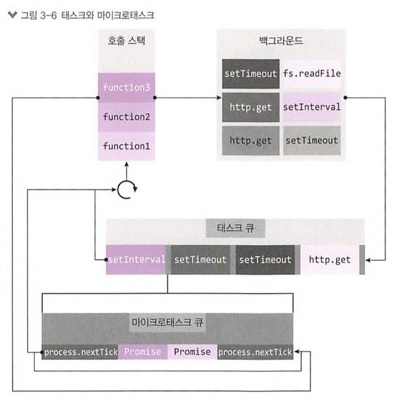 그림 3-6 태스크와 마이크로태스크
호출 스택
function3
function2
function1
백그라운드
setTimeout fs.readFile
http.get setInterval
http.get setTimeout
태스크 큐
setInterval setTimeout setTimeout http.get
마이크로태스크 큐
process.nextTick Promise Promise process.nextTick